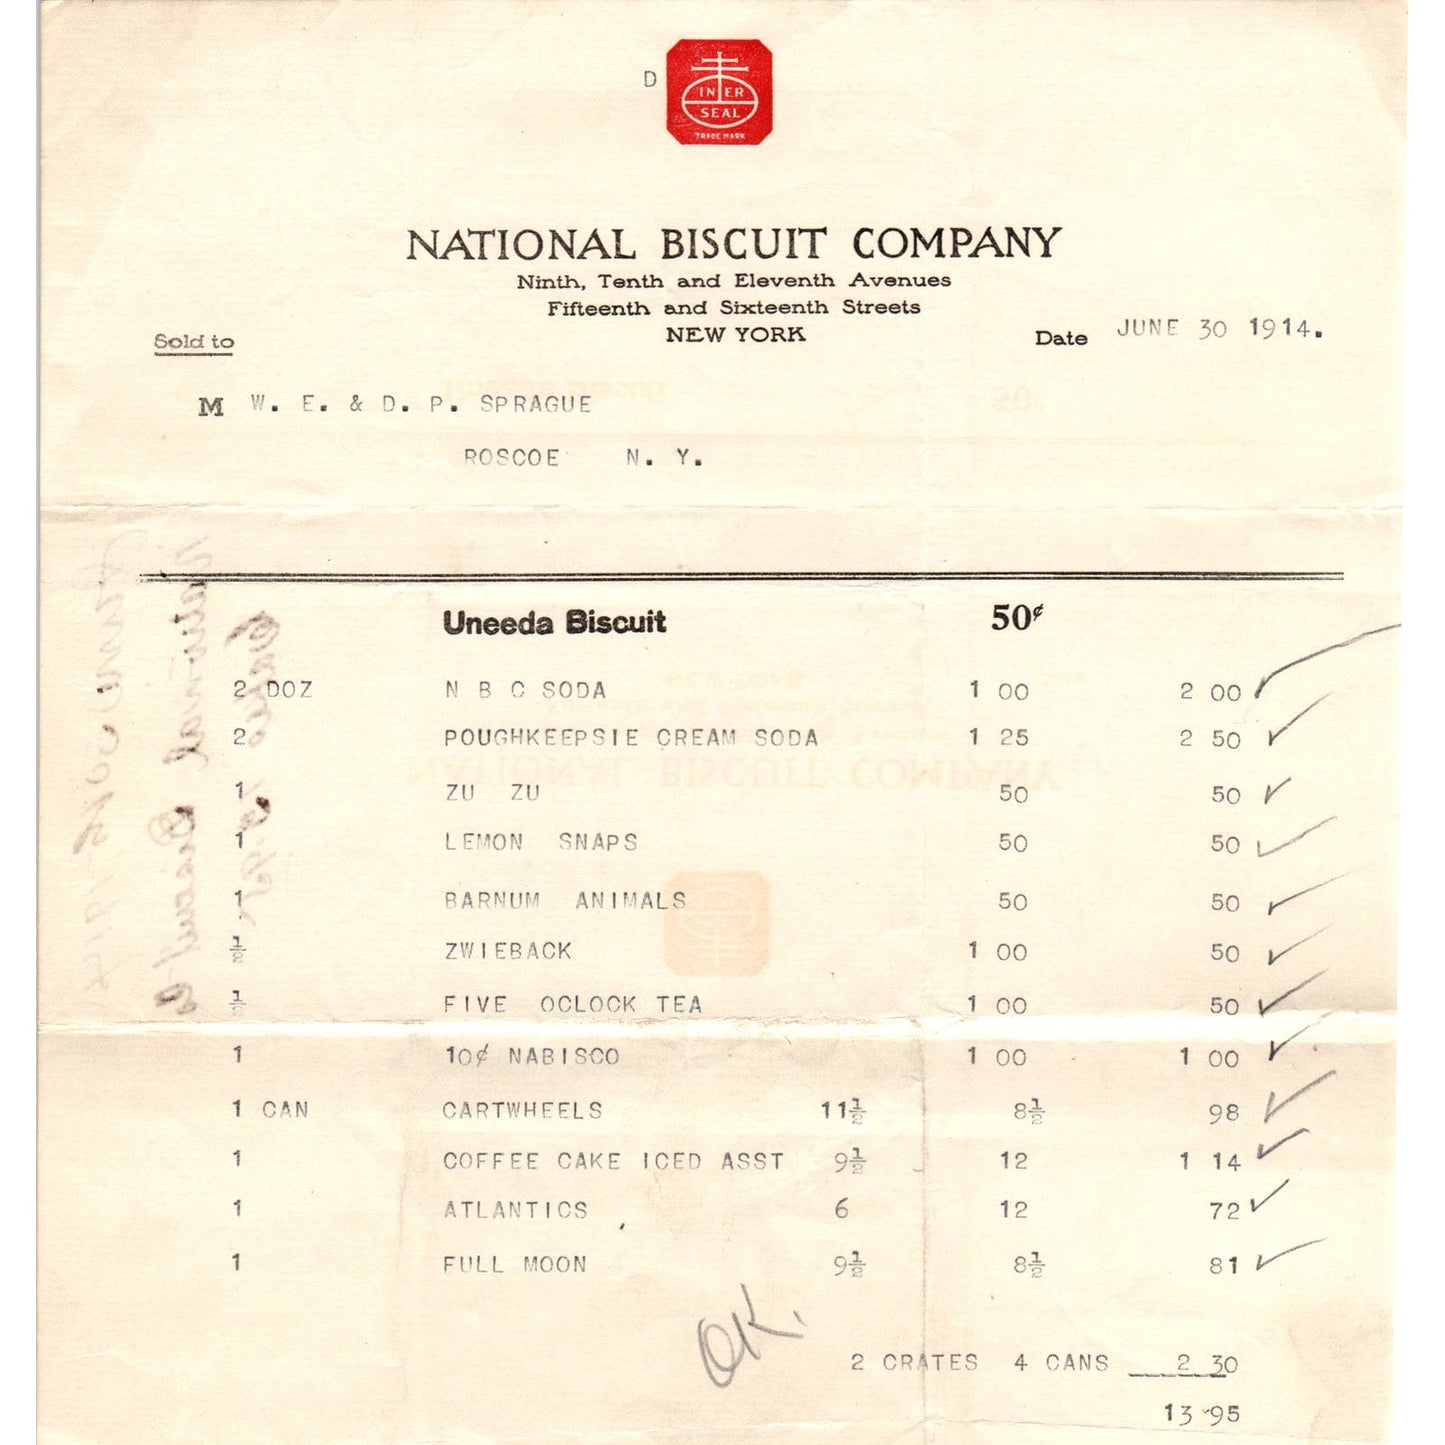 D
INTER
SEAL
TRADE MARK
NATIONAL BISCUIT COMPANY
Ninth, Tenth and Eleventh Avenues
Fifteenth and Sixteenth Streets
NEW YORK
Sold to
Date JUNE 30 1914.
M W. E. & D. P. SPRAGUE
ROSCOE N. Y.
Uneeda Biscuit 50¢
2 DOZ N B C SODA 1 00 2 00
2 POUGHKEEPSIE CREAM SODA 1 25 2 50
1 ZU ZU 50 50
1 LEMON SNAPS 50 50
1 BARNUM ANIMALS 50 50
½ ZWIEBACK 1 00 50
½ FIVE OCLOCK TEA 1 00 50
1 10¢ NABISCO 1 00 1 00
1 CAN CARTWHEELS 11½ 8½ 98
1 COFFEE CAKE ICED ASST 9½ 12 1 14
1 ATLANTICS 6 12 72
1 FULL MOON 9½ 8½ 81
OK.
2 CRATES 4 CANS 2 30
13 95